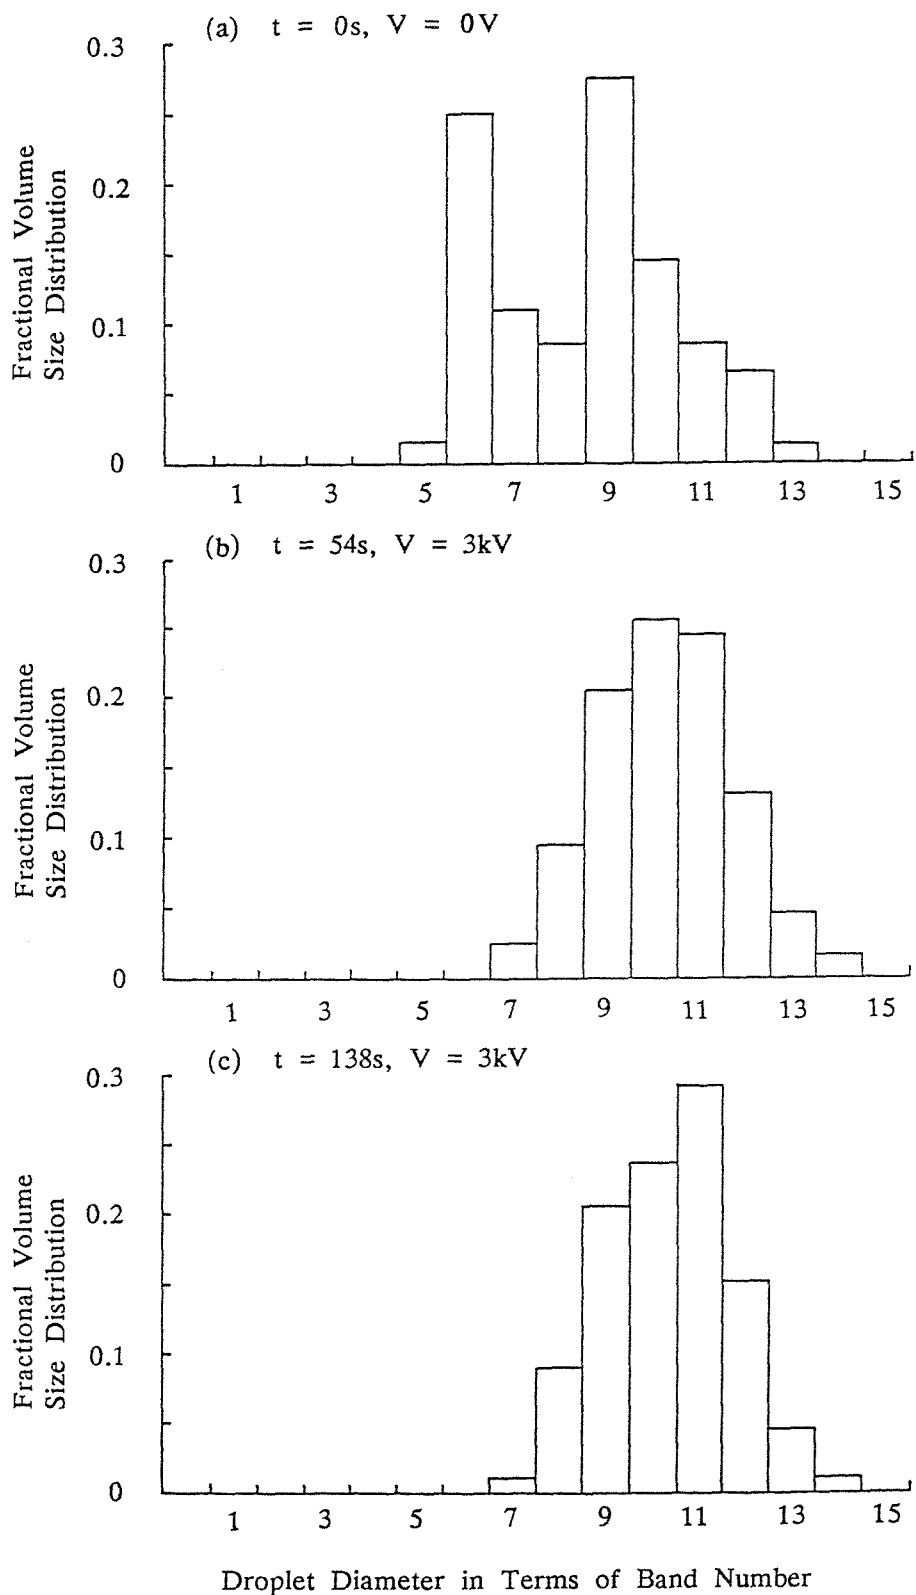 (a) t = 0s, V = 0V
0.3
0.2
0.1
0
Fractional Volume
Size Distribution
1 3 5 7 9 11 13 15
(b) t = 54s, V = 3kV
0.3
0.2
0.1
0
Fractional Volume
Size Distribution
1 3 5 7 9 11 13 15
(c) t = 138s, V = 3kV
0.3
0.2
0.1
0
Fractional Volume
Size Distribution
1 3 5 7 9 11 13 15
Droplet Diameter in Terms of Band Number